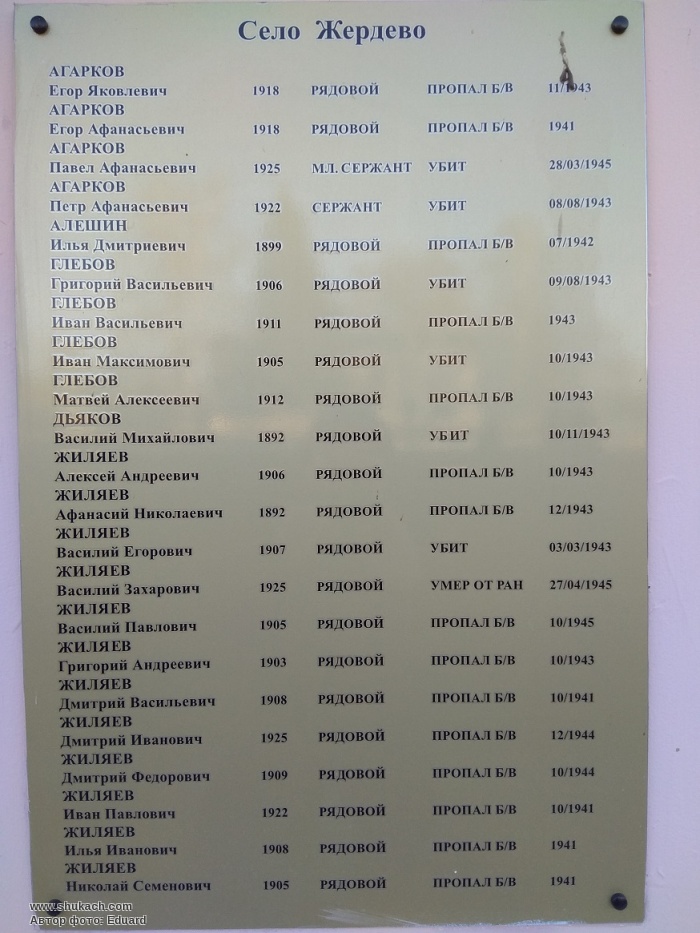 Село Жердево
АГАРКОВ
Егор Яковлевич 1918 РЯДОВОЙ ПРОПАЛ Б/В 11/1943
АГАРКОВ
Егор Афанасьевич 1918 РЯДОВОЙ ПРОПАЛ Б/В 1941
АГАРКОВ
Павел Афанасьевич 1925 МЛ. СЕРЖАНТ УБИТ 28/03/1945
АГАРКОВ
Петр Афанасьевич 1922 СЕРЖАНТ УБИТ 08/08/1943
АЛЕШИН
Илья Дмитриевич 1899 РЯДОВОЙ ПРОПАЛ Б/В 07/1942
ГЛЕБОВ
Григорий Васильевич 1906 РЯДОВОЙ УБИТ 09/08/1943
ГЛЕБОВ
Иван Васильевич 1911 РЯДОВОЙ ПРОПАЛ Б/В 1943
ГЛЕБОВ
Иван Максимович 1905 РЯДОВОЙ УБИТ 10/1943
ГЛЕБОВ
Матвей Алексеевич 1912 РЯДОВОЙ ПРОПАЛ Б/В 10/1943
ДЬЯКОВ
Василий Михайлович 1892 РЯДОВОЙ УБИТ 10/11/1943
ЖИЛЯЕВ
Алексей Андреевич 1906 РЯДОВОЙ ПРОПАЛ Б/В 10/1943
ЖИЛЯЕВ
Афанасий Николаевич 1892 РЯДОВОЙ ПРОПАЛ Б/В 12/1943
ЖИЛЯЕВ
Василий Егорович 1907 РЯДОВОЙ УБИТ 03/03/1943
ЖИЛЯЕВ
Василий Захарович 1925 РЯДОВОЙ УМЕР ОТ РАН 27/04/1945
ЖИЛЯЕВ
Василий Павлович 1905 РЯДОВОЙ ПРОПАЛ Б/В 10/1945
ЖИЛЯЕВ
Григорий Андреевич 1903 РЯДОВОЙ ПРОПАЛ Б/В 10/1943
ЖИЛЯЕВ
Дмитрий Васильевич 1908 РЯДОВОЙ ПРОПАЛ Б/В 10/1941
ЖИЛЯЕВ
Дмитрий Иванович 1925 РЯДОВОЙ ПРОПАЛ Б/В 12/1944
ЖИЛЯЕВ
Дмитрий Федорович 1909 РЯДОВОЙ ПРОПАЛ Б/В 10/1944
ЖИЛЯЕВ
Иван Павлович 1922 РЯДОВОЙ ПРОПАЛ Б/В 10/1941
ЖИЛЯЕВ
Илья Иванович 1908 РЯДОВОЙ ПРОПАЛ Б/В 1941
ЖИЛЯЕВ
Николай Семенович 1905 РЯДОВОЙ ПРОПАЛ Б/В 1941
www.shukach.com
Автор фото: Eduard